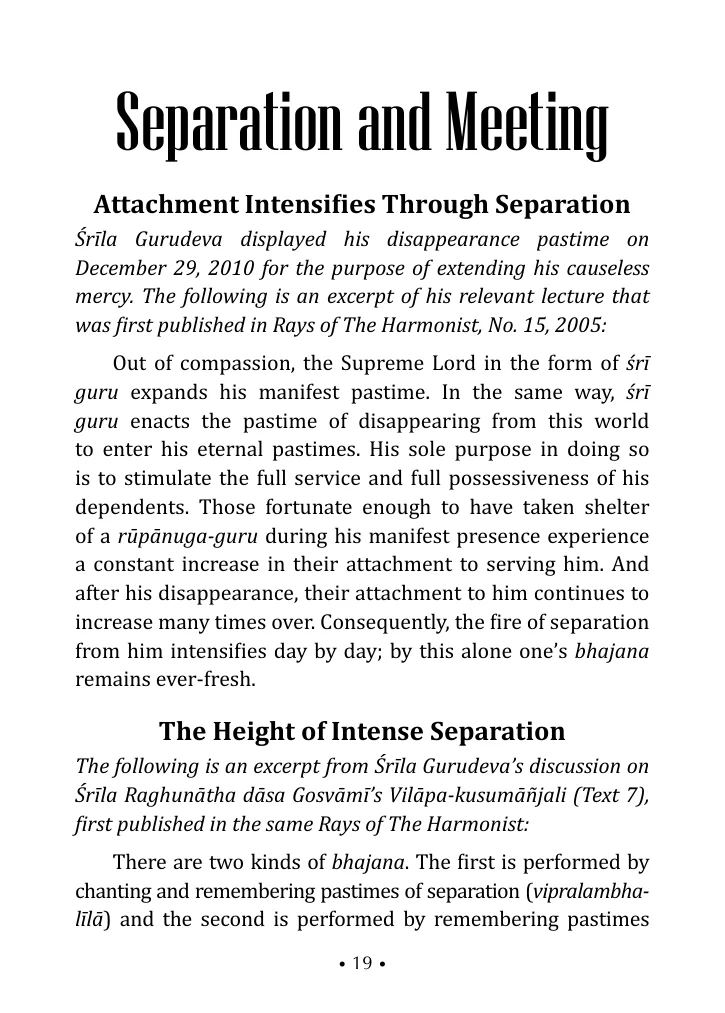 Separation and Meeting
Attachment Intensifies Through Separation
Śrīla Gurudeva displayed his disappearance pastime on
December 29, 2010 for the purpose of extending his causeless
mercy. The following is an excerpt of his relevant lecture that
was first published in Rays of The Harmonist, No. 15, 2005:
Out of compassion, the Supreme Lord in the form of śrī
guru expands his manifest pastime. In the same way, śrī
guru enacts the pastime of disappearing from this world
to enter his eternal pastimes. His sole purpose in doing so
is to stimulate the full service and full possessiveness of his
dependents. Those fortunate enough to have taken shelter
of a rūpānuga-guru during his manifest presence experience
a constant increase in their attachment to serving him. And
after his disappearance, their attachment to him continues to
increase many times over. Consequently, the fire of separation
from him intensifies day by day; by this alone one’s bhajana
remains ever-fresh.
The Height of Intense Separation
The following is an excerpt from Śrīla Gurudeva’s discussion on
Śrīla Raghunātha dāsa Gosvāmī’s Vilāpa-kusumāñjali (Text 7),
first published in the same Rays of The Harmonist:
There are two kinds of bhajana. The first is performed by
chanting and remembering pastimes of separation (vipralambha-
līlā) and the second is performed by remembering pastimes
• 19 •